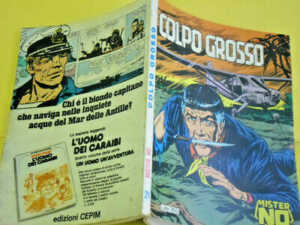 Chi è il biondo capitano
che naviga nelle inquiete
acque del Mar delle Antille?
L'UOMO
DEI CARAIBI
UN UOMO UN'AVVENTURA
edizioni CEPIM
COLPO GROSSO
COLPO GROSSO
MISTER
NO